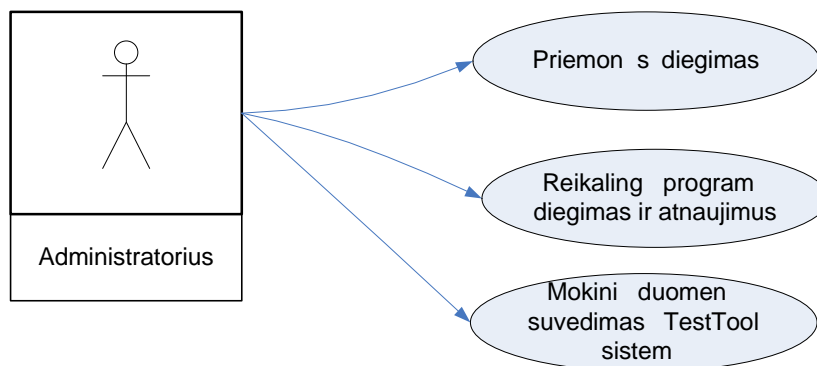 Priemon s diegimas
Reikaling program
diegimas ir atnaujimus
Administratorius
Mokini duomen
suvedimas TestTool
sistem